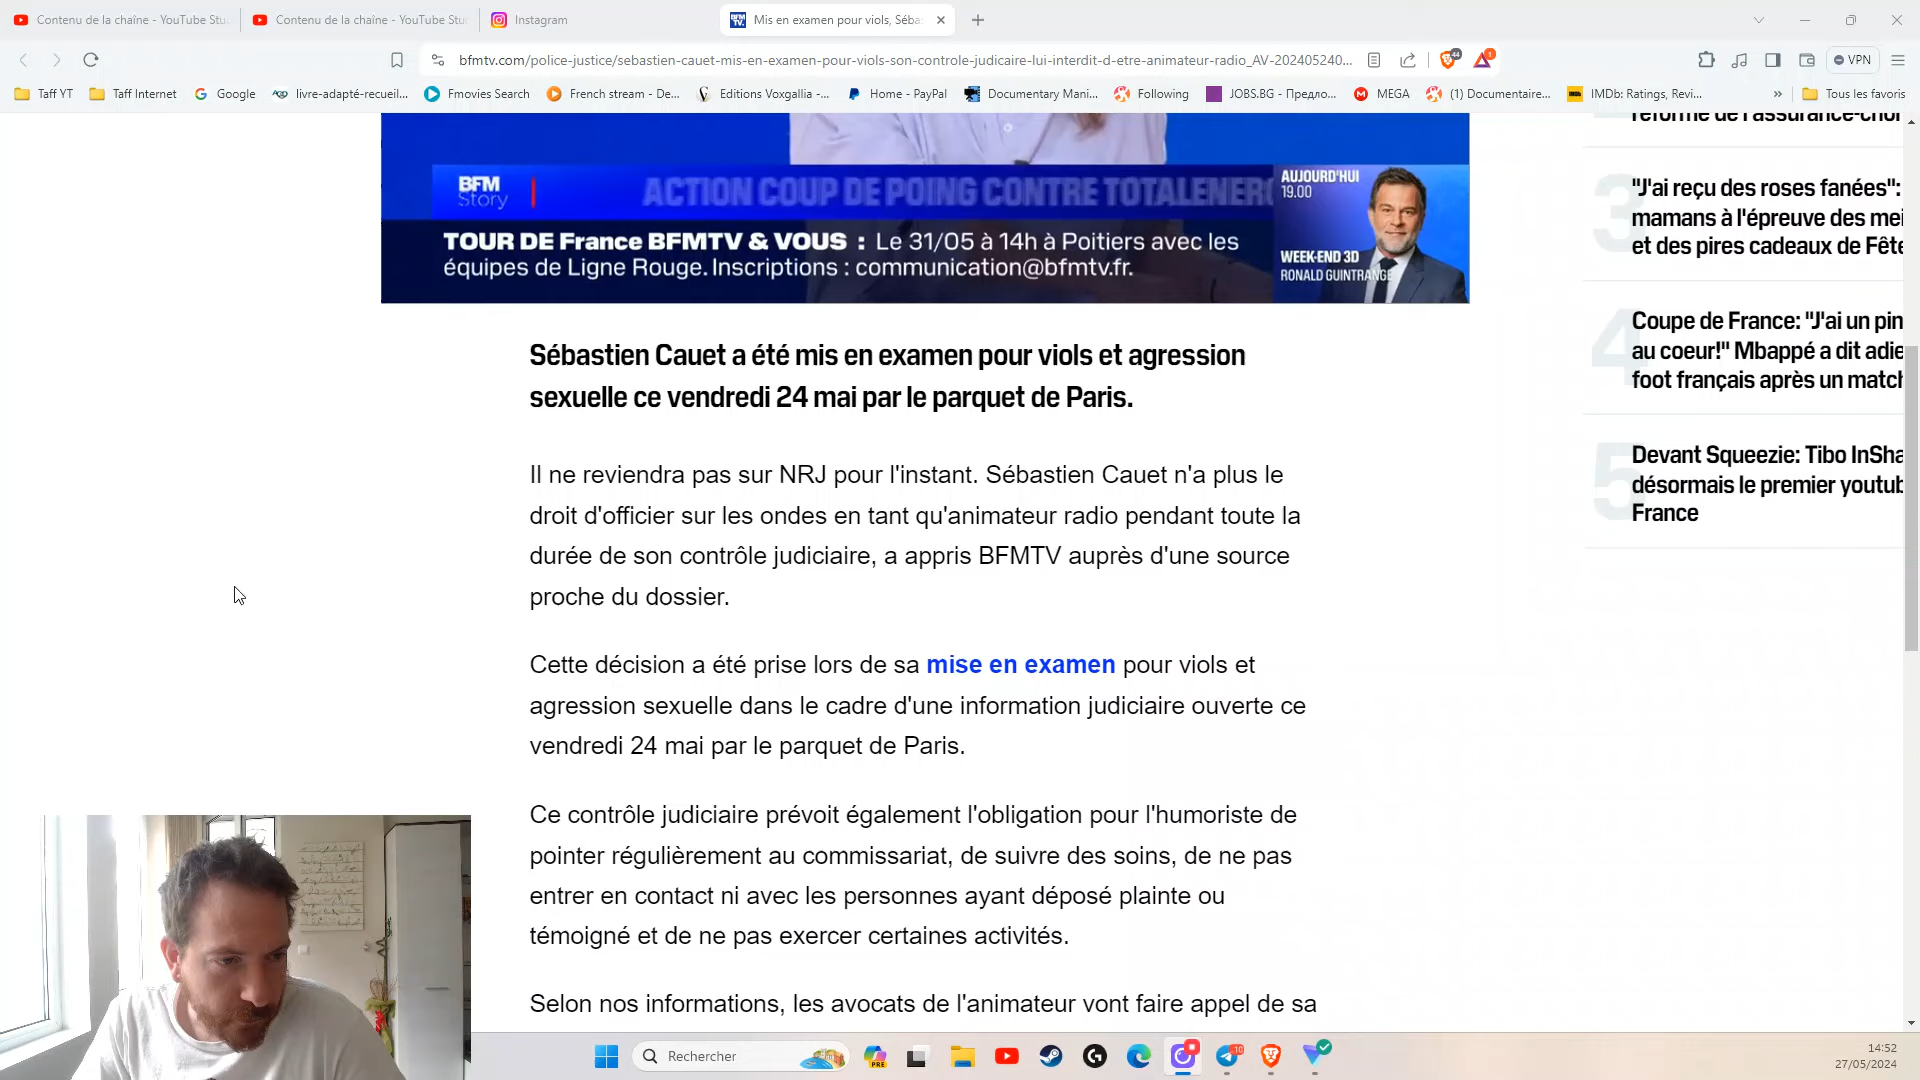 Contenu de la chaîne - YouTube Stu
Contenu de la chaîne - YouTube Stu
Instagram
Mis en examen pour viols, Séba
bfmtv.com/police-justice/sebastien-cauet-mis-en-examen-pour-viols-son-controle-judicaire-lui-interdit-d-etre-animateur-radio_AV-202405240...
44
1
VPN
Taff YT
Taff Internet
Google
livre-adapté-recueil...
Fmovies Search
French stream - De...
Editions Voxgallia -...
Home - PayPal
Documentary Mani...
Following
JOBS.BG - Предло...
MEGA
(1) Documentaire...
IMDb: Ratings, Revi...
»
Tous les favoris
BFM
Story
ACTION COUP DE POING CONTRE TOTALENERG
AUJOURD'HUI
19.00
TOUR DE France BFMTV & VOUS : Le 31/05 à 14h à Poitiers avec les
équipes de Ligne Rouge. Inscriptions : communication@bfmtv.fr.
WEEK-END 3D
RONALD GUINTRANGE
Sébastien Cauet a été mis en examen pour viols et agression
sexuelle ce vendredi 24 mai par le parquet de Paris.
Il ne reviendra pas sur NRJ pour l'instant. Sébastien Cauet n'a plus le
droit d'officier sur les ondes en tant qu'animateur radio pendant toute la
durée de son contrôle judiciaire, a appris BFMTV auprès d'une source
proche du dossier.
Cette décision a été prise lors de sa mise en examen pour viols et
agression sexuelle dans le cadre d'une information judiciaire ouverte ce
vendredi 24 mai par le parquet de Paris.
Ce contrôle judiciaire prévoit également l'obligation pour l'humoriste de
pointer régulièrement au commissariat, de suivre des soins, de ne pas
entrer en contact ni avec les personnes ayant déposé plainte ou
témoigné et de ne pas exercer certaines activités.
Selon nos informations, les avocats de l'animateur vont faire appel de sa
réforme de l'assurance-chô
3
"J'ai reçu des roses fanées":
mamans à l'épreuve des mei
et des pires cadeaux de Fête
4
Coupe de France: "J'ai un pin
au coeur!" Mbappé a dit adie
foot français après un match
5
Devant Squeezie: Tibo InSha
désormais le premier youtub
France
Rechercher
PRE
10
14:52
27/05/2024